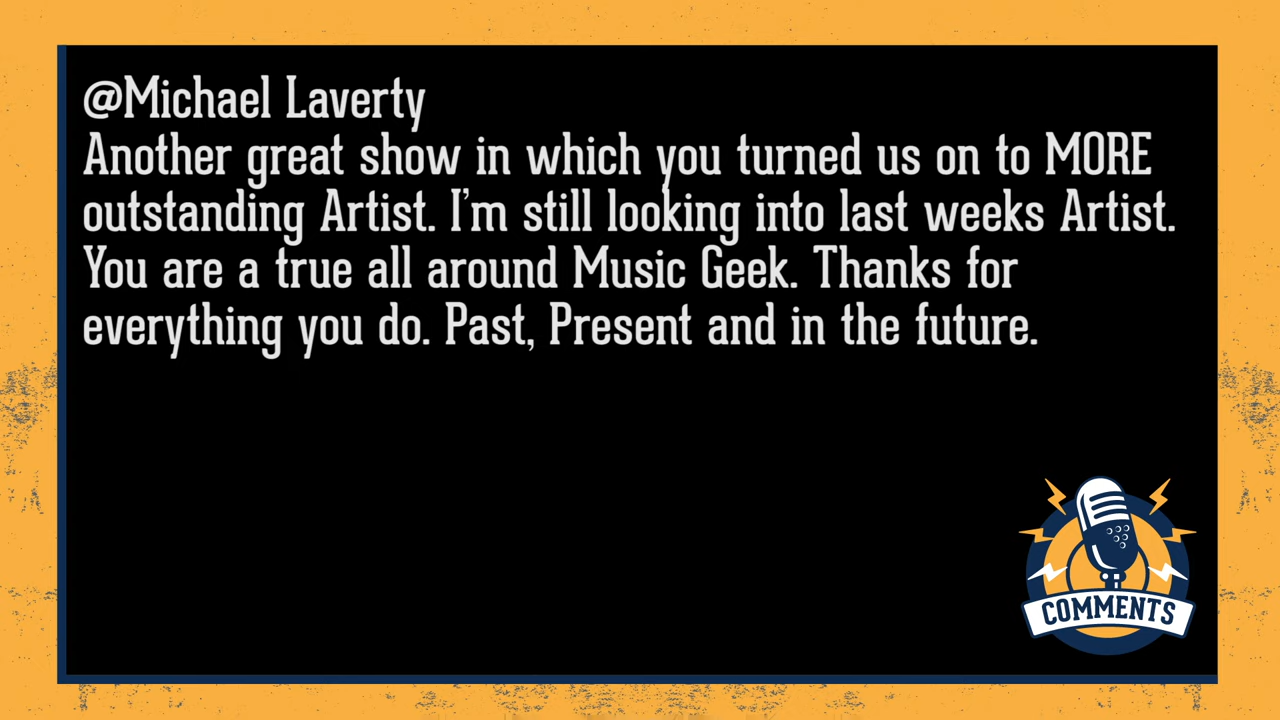 @Michael Laverty
Another great show in which you turned us on to MORE
outstanding Artist. I'm still looking into last weeks Artist.
You are a true all around Music Geek. Thanks for
everything you do. Past, Present and in the future.
COMMENTS